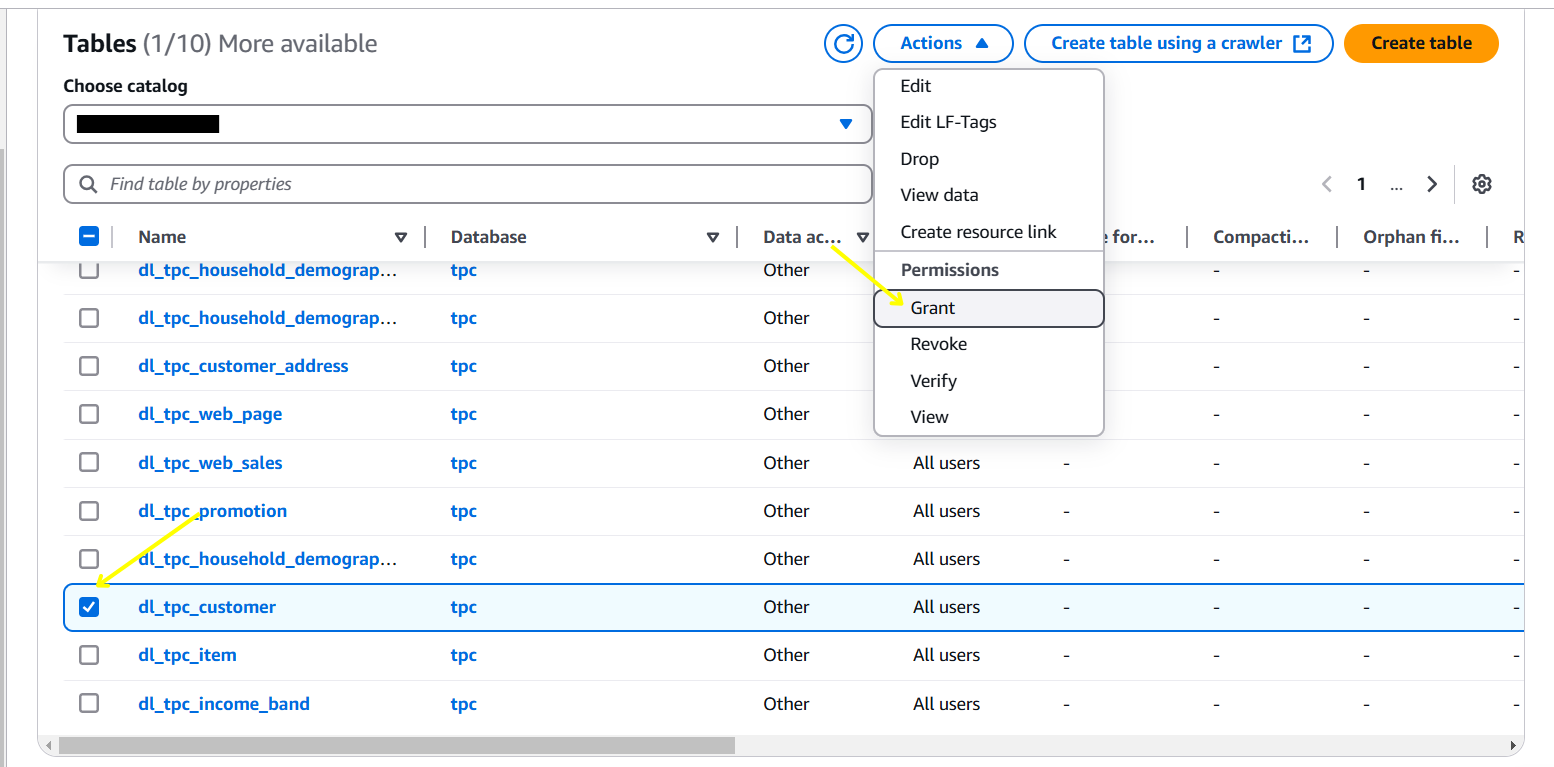 Tables (1/10) More available
Actions
Create table using a crawler
Create table
Choose catalog
Find table by properties
1 ...
Edit
Edit LF-Tags
Drop
View data
Create resource link
Permissions
Grant
Revoke
Verify
View
Name Database Data ac... for... Compacti... Orphan fi... R
dl_tpc_household_demograp... tpc Other - - -
dl_tpc_household_demograp... tpc Other - - -
dl_tpc_customer_address tpc Other - - -
dl_tpc_web_page tpc Other - - -
dl_tpc_web_sales tpc Other All users - - - -
dl_tpc_promotion tpc Other All users - - - -
dl_tpc_household_demograp... tpc Other All users - - - -
dl_tpc_customer tpc Other All users - - - -
dl_tpc_item tpc Other All users - - - -
dl_tpc_income_band tpc Other All users - - - -